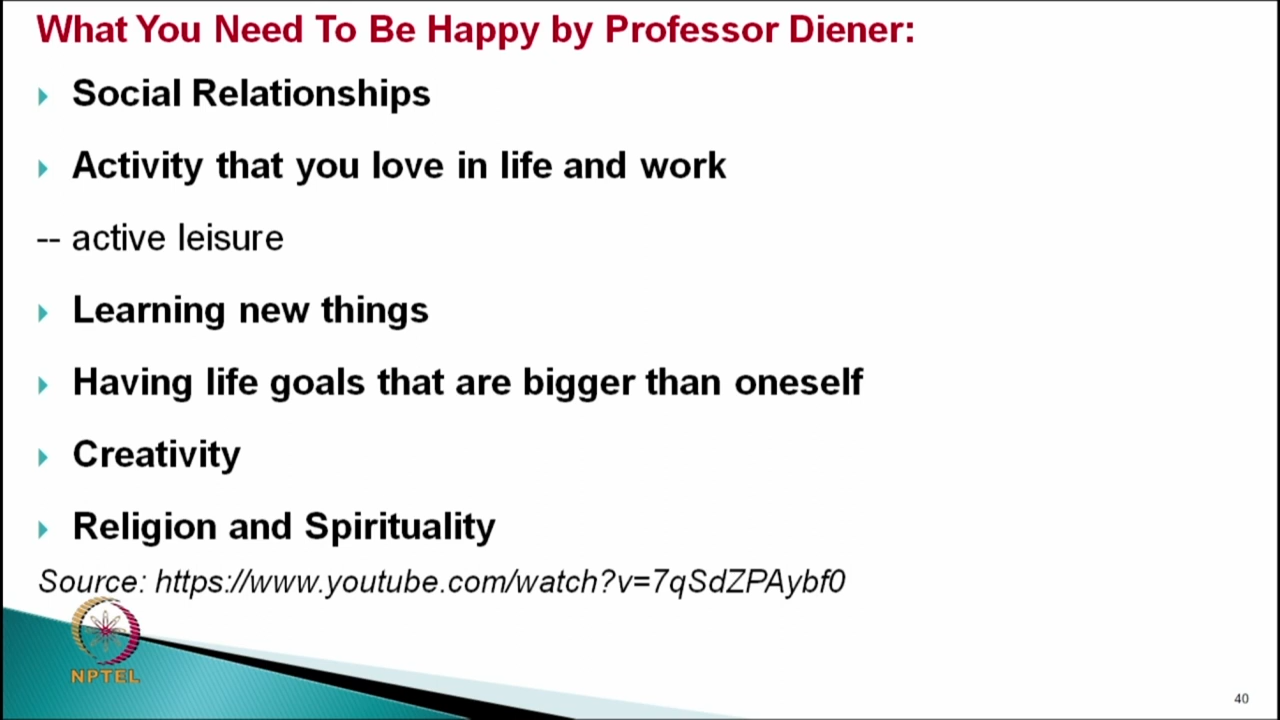 What You Need To Be Happy by Professor Diener:
Social Relationships
Activity that you love in life and work
-- active leisure
Learning new things
Having life goals that are bigger than oneself
Creativity
Religion and Spirituality
Source: https://www.youtube.com/watch?v=7qSdZPAybf0
NPTEL
40